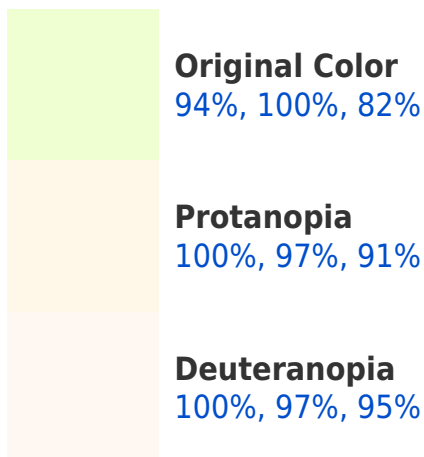 Original Color
94%, 100%, 82%
Protanopia
100%, 97%, 91%
Deuteranopia
100%, 97%, 95%